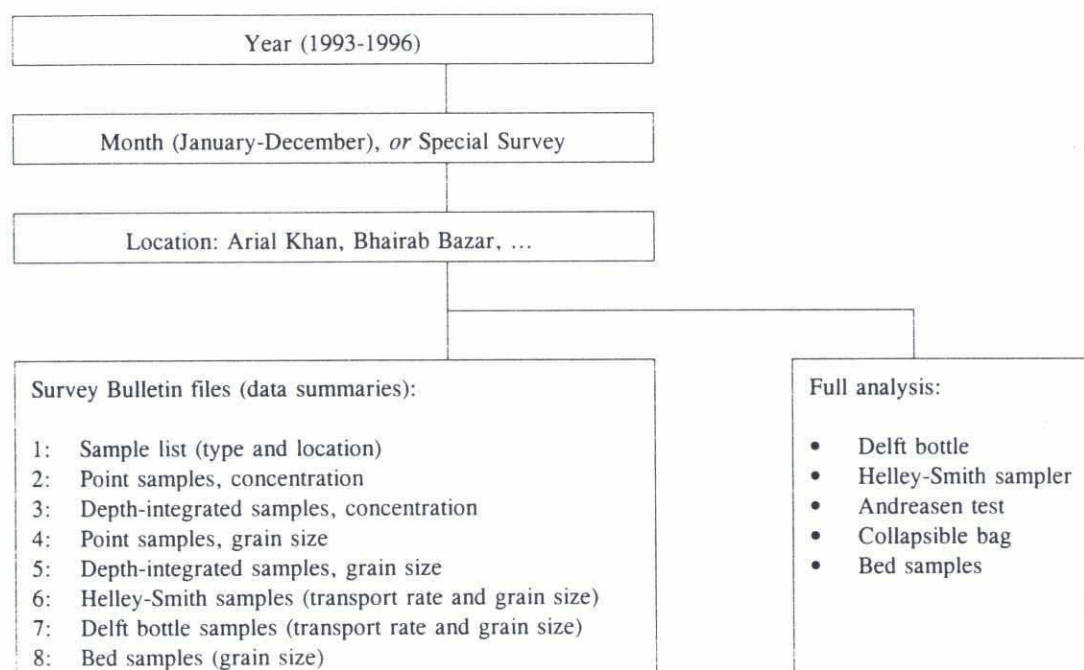 Year (1993-1996)
Month (January-December), or Special Survey
Location: Arial Khan, Bhairab Bazar, ...
Survey Bulletin files (data summaries):
1: Sample list (type and location)
2: Point samples, concentration
3: Depth-integrated samples, concentration
4: Point samples, grain size
5: Depth-integrated samples, grain size
6: Helley-Smith samples (transport rate and grain size)
7: Delft bottle samples (transport rate and grain size)
8: Bed samples (grain size)
Full analysis:
• Delft bottle
• Helley-Smith sampler
• Andreasen test
• Collapsible bag
• Bed samples